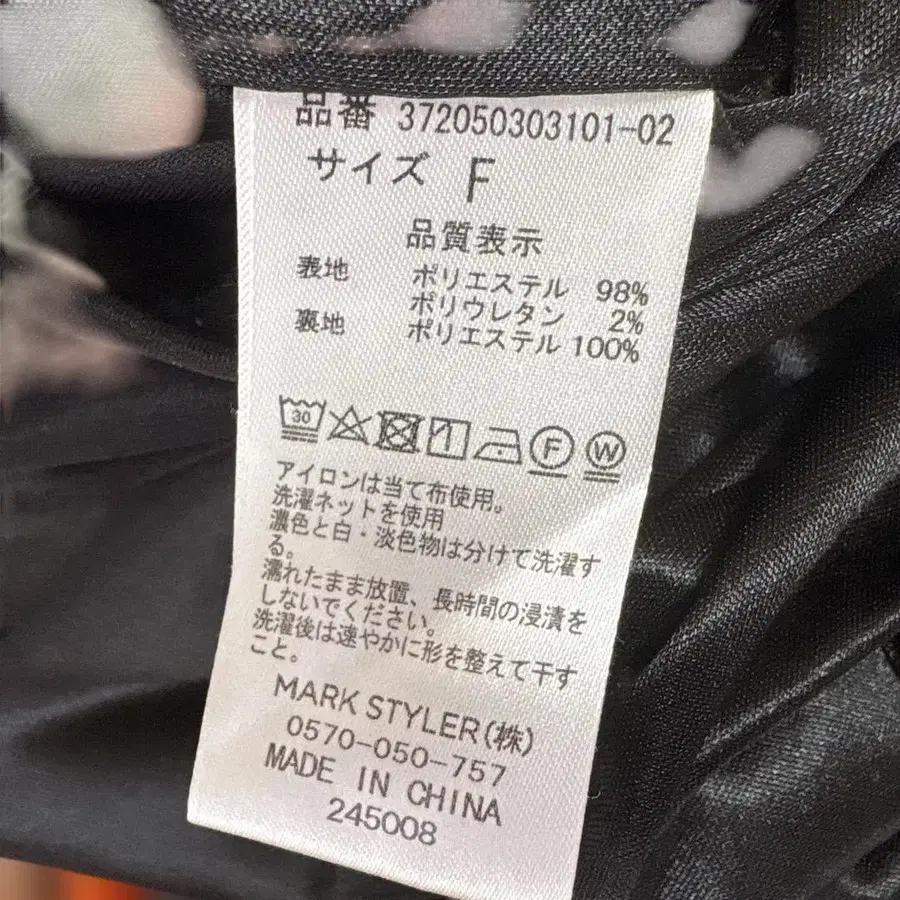 品番 372050303101-02
サイズ F
品質表示
表地 ポリエステル 98%
ポリウレタン 2%
裏地 ポリエステル 100%
30 F W
アイロンは当て布使用。
洗濯ネットを使用
濃色と白・淡色物は分けて洗濯す
る。
濡れたまま放置、長時間の浸漬を
しないでください。
洗濯後は速やかに形を整えて干す
こと。
MARK STYLER(株)
0570-050-757
MADE IN CHINA
245008